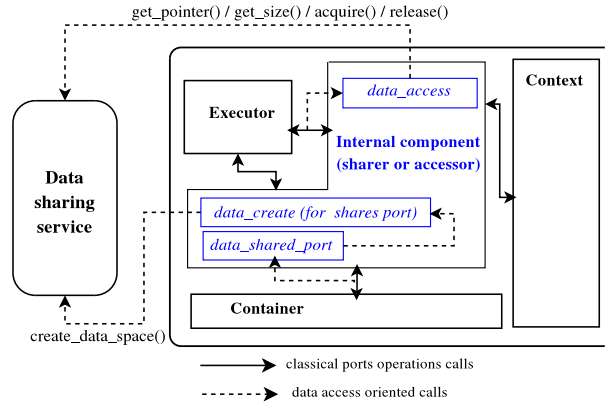 get_pointer() / get_size() / acquire() / release()
Context
data_access
Executor
Internal component
(sharer or accessor)
Data
sharing
service
data_create (for shares port)
data_shared_port
Container
create_data_space()
classical ports operations calls
data access oriented calls